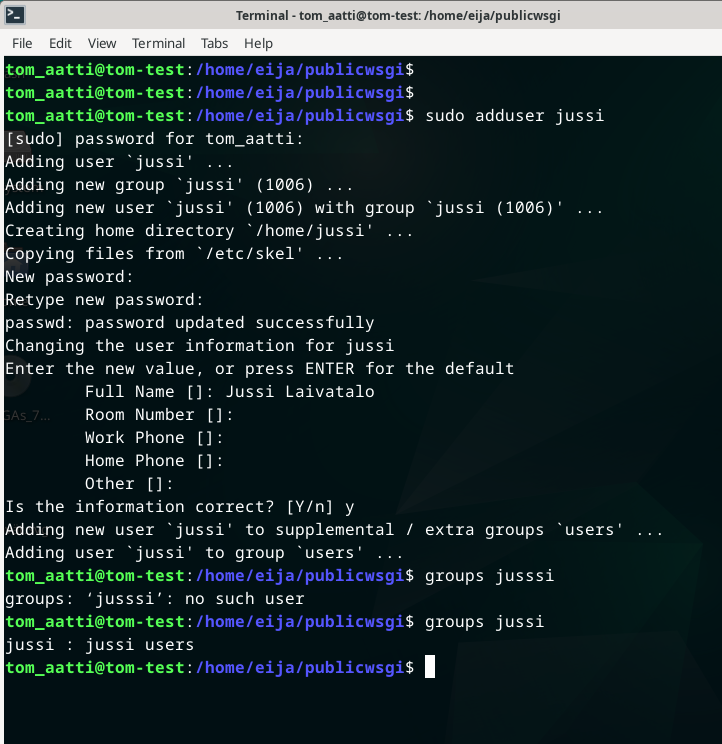 Terminal - tom_aatti@tom-test: /home/eija/publicwsgi
File Edit View Terminal Tabs Help
tom_aatti@tom-test:/home/eija/publicwsgi$
tom_aatti@tom-test:/home/eija/publicwsgi$
tom_aatti@tom-test:/home/eija/publicwsgi$ sudo adduser jussi
[sudo] password for tom_aatti:
Adding user `jussi' ...
Adding new group `jussi' (1006) ...
Adding new user `jussi' (1006) with group `jussi (1006)' ...
Creating home directory `/home/jussi' ...
Copying files from `/etc/skel' ...
New password:
Retype new password:
passwd: password updated successfully
Changing the user information for jussi
Enter the new value, or press ENTER for the default
        Full Name []: Jussi Laivatalo
        Room Number []:
        Work Phone []:
        Home Phone []:
        Other []:
Is the information correct? [Y/n] y
Adding new user `jussi' to supplemental / extra groups `users' ...
Adding user `jussi' to group `users' ...
tom_aatti@tom-test:/home/eija/publicwsgi$ groups jusssi
groups: ‘jusssi’: no such user
tom_aatti@tom-test:/home/eija/publicwsgi$ groups jussi
jussi : jussi users
tom_aatti@tom-test:/home/eija/publicwsgi$
GAs_7...